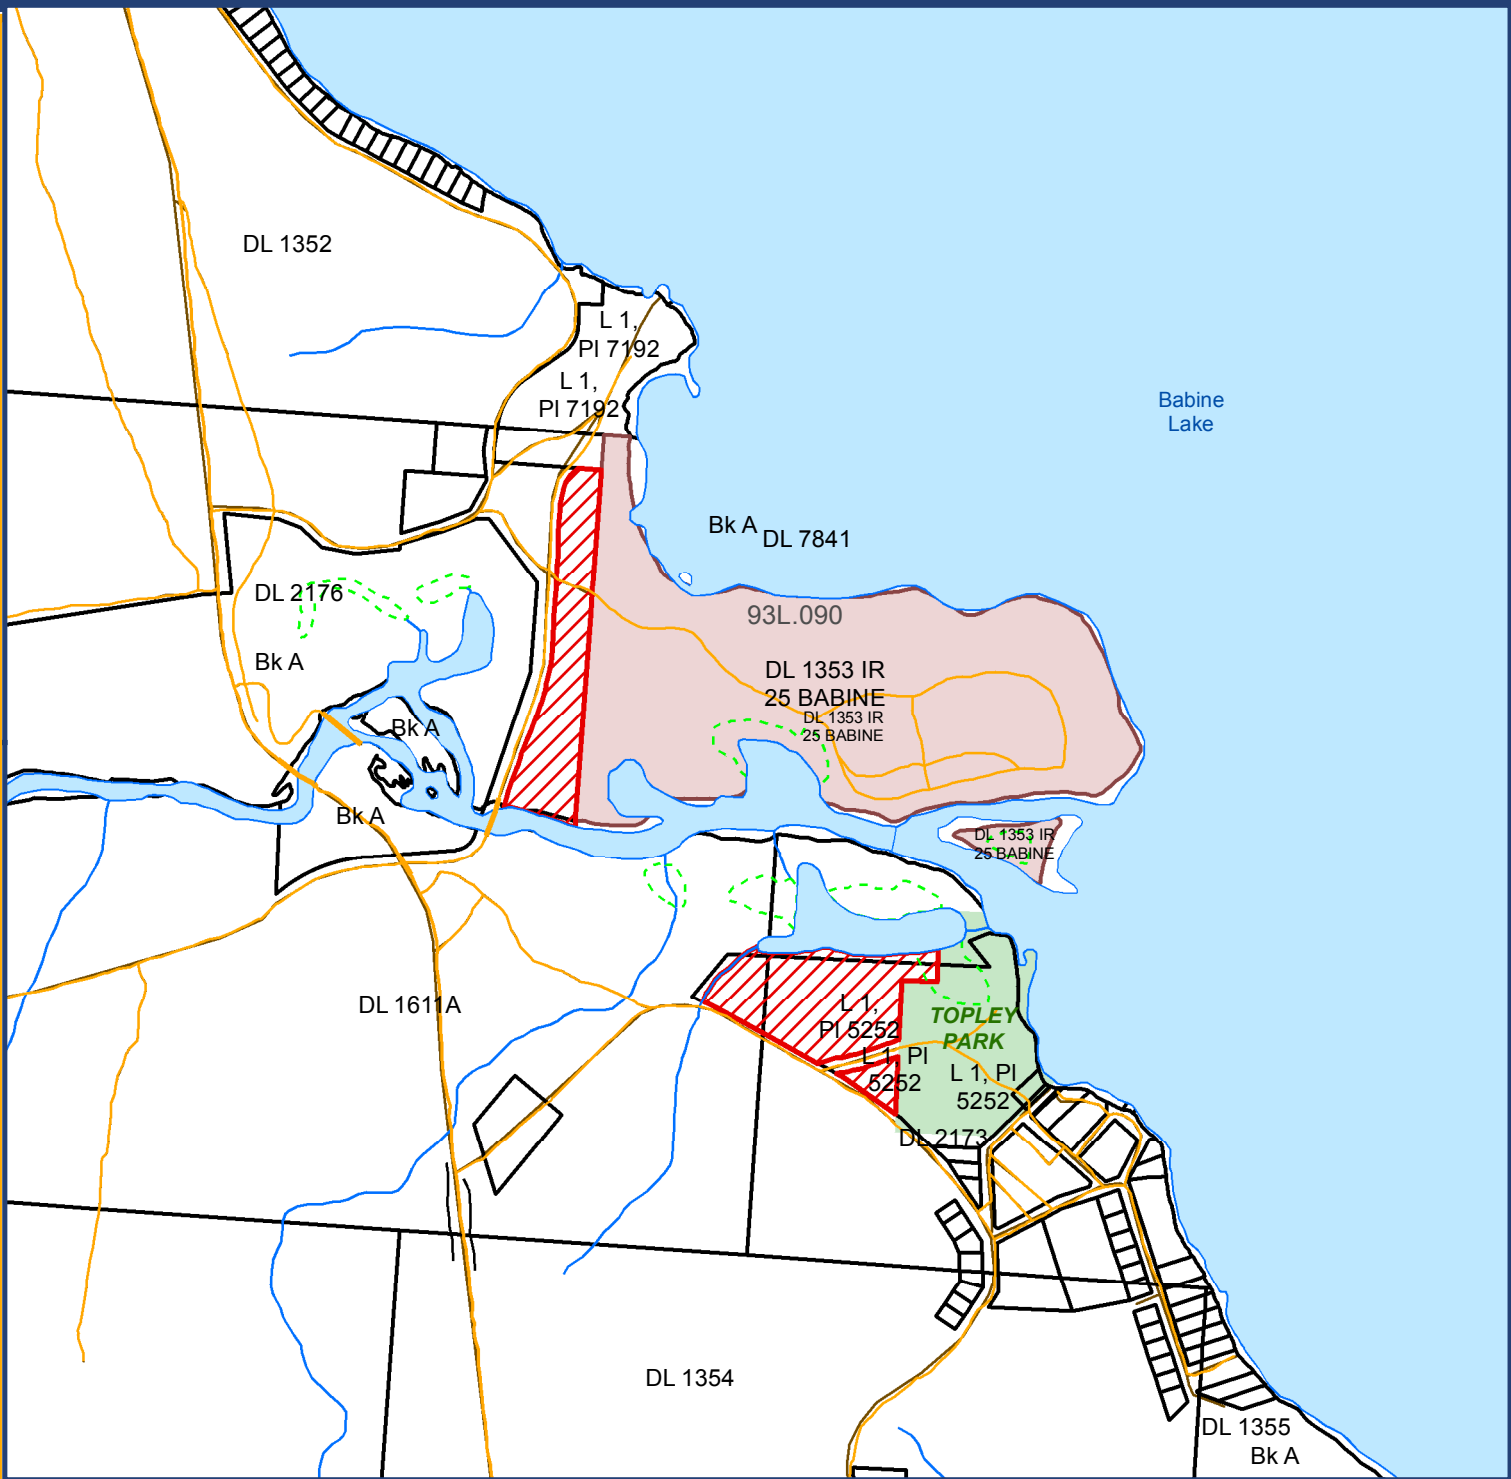 DL 1352
L 1,
Pl 7192
L 1,
Pl 7192
Babine
Lake
Bk A
DL 7841
DL 2176
93L.090
Bk A
DL 1353 IR
25 BABINE
DL 1353 IR
25 BABINE
Bk A
Bk A
DL 1353 IR
25 BABINE
DL 1611A
L 1,
Pl 5252
TOPLEY
PARK
L 1, Pl
5252
L 1, Pl
5252
DL 2173
DL 1354
DL 1355
Bk A